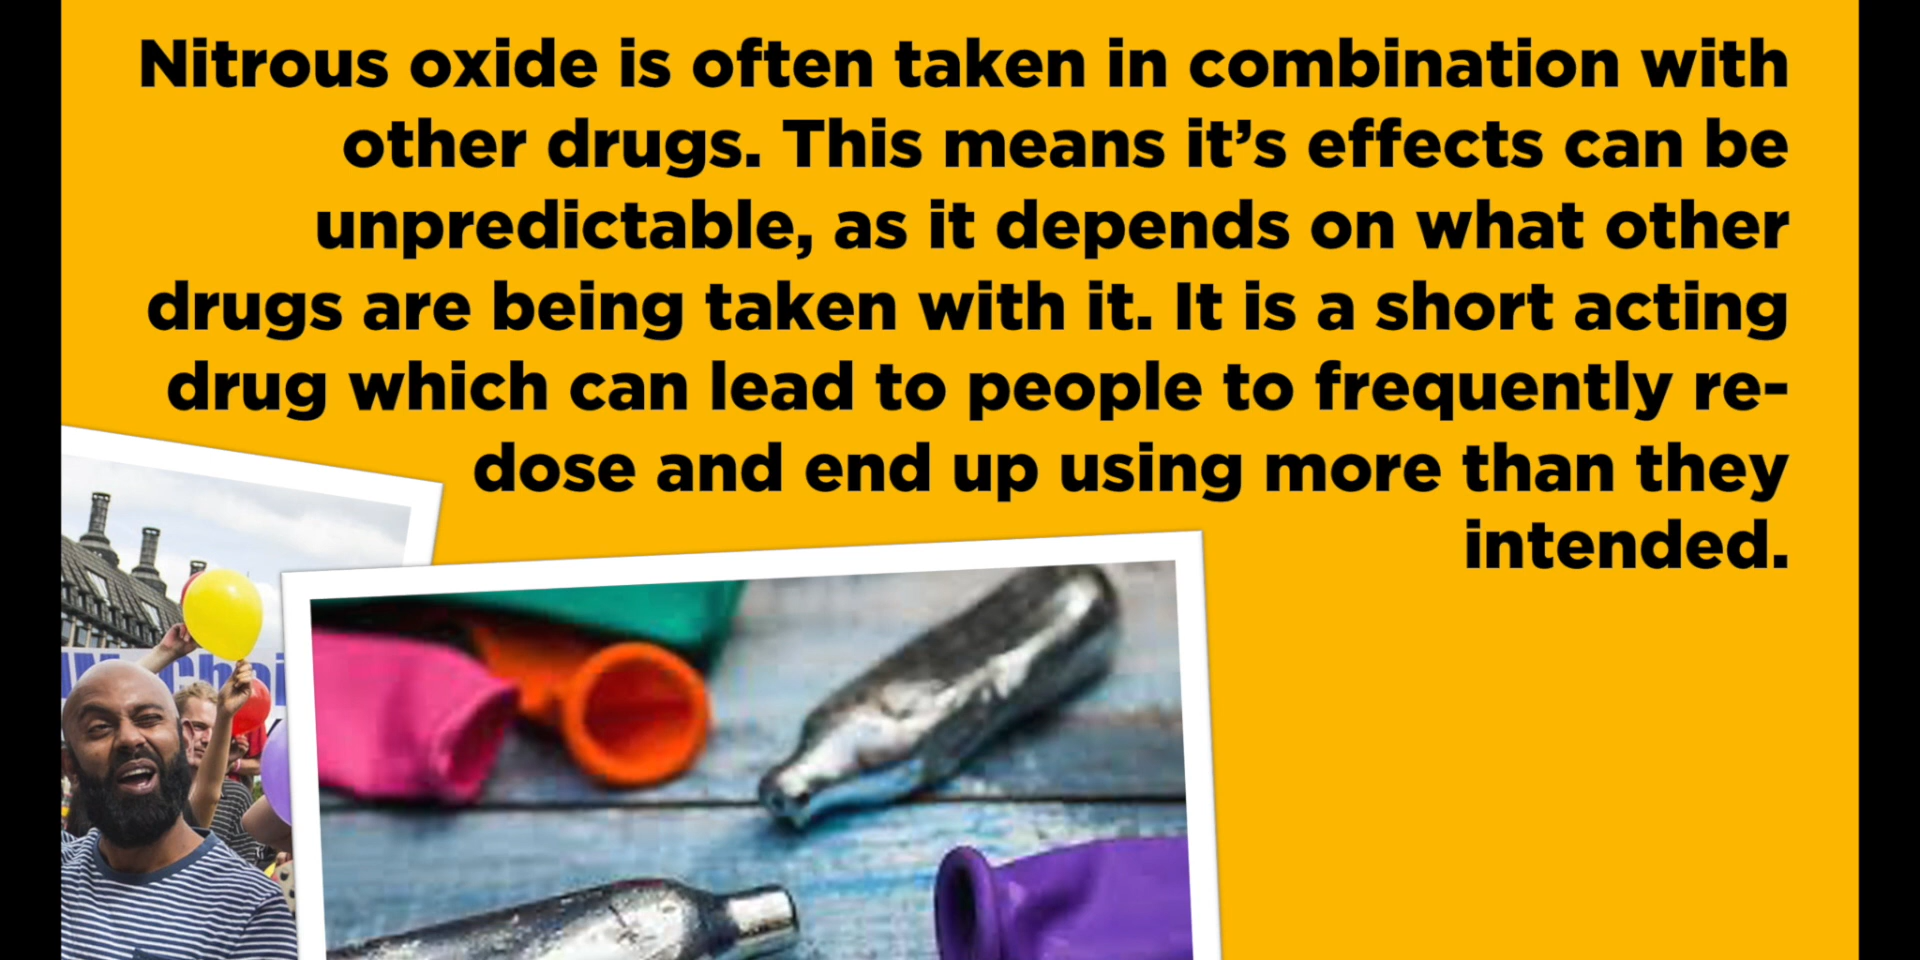 Nitrous oxide is often taken in combination with
other drugs. This means it’s effects can be
unpredictable, as it depends on what other
drugs are being taken with it. It is a short acting
drug which can lead to people to frequently re-
dose and end up using more than they
intended.